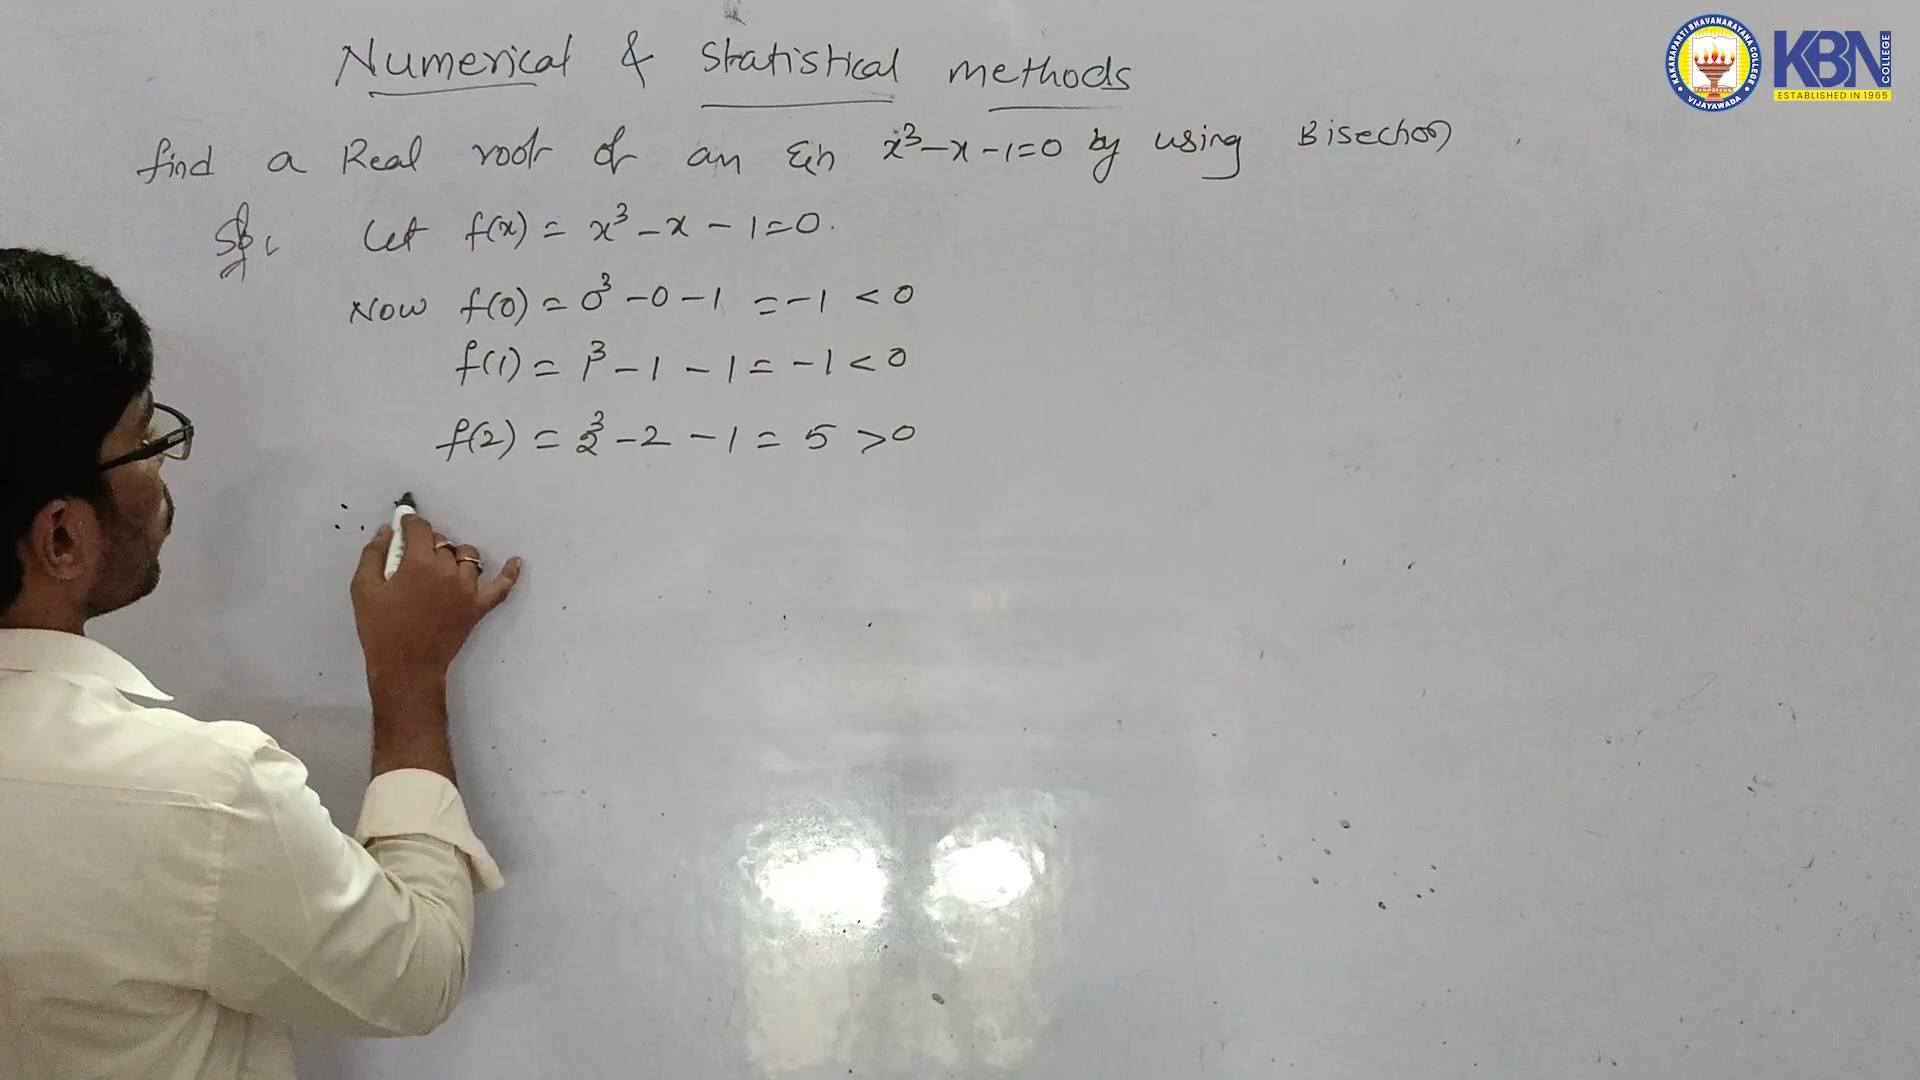 Numerical & Statistical methods
find a Real root of an Eqn x³-x-1=0 by using Bisection
Sol: Let f(x) = x³-x-1=0.
Now f(0) = 0³-0-1 = -1 < 0
f(1) = 1³-1-1 = -1 < 0
f(2) = 2³-2-1 = 5 > 0
∴
KAKARAPARTI BHAVANARAYANA COLLEGE
VIJAYAWADA
KBN COLLEGE
ESTABLISHED IN 1965